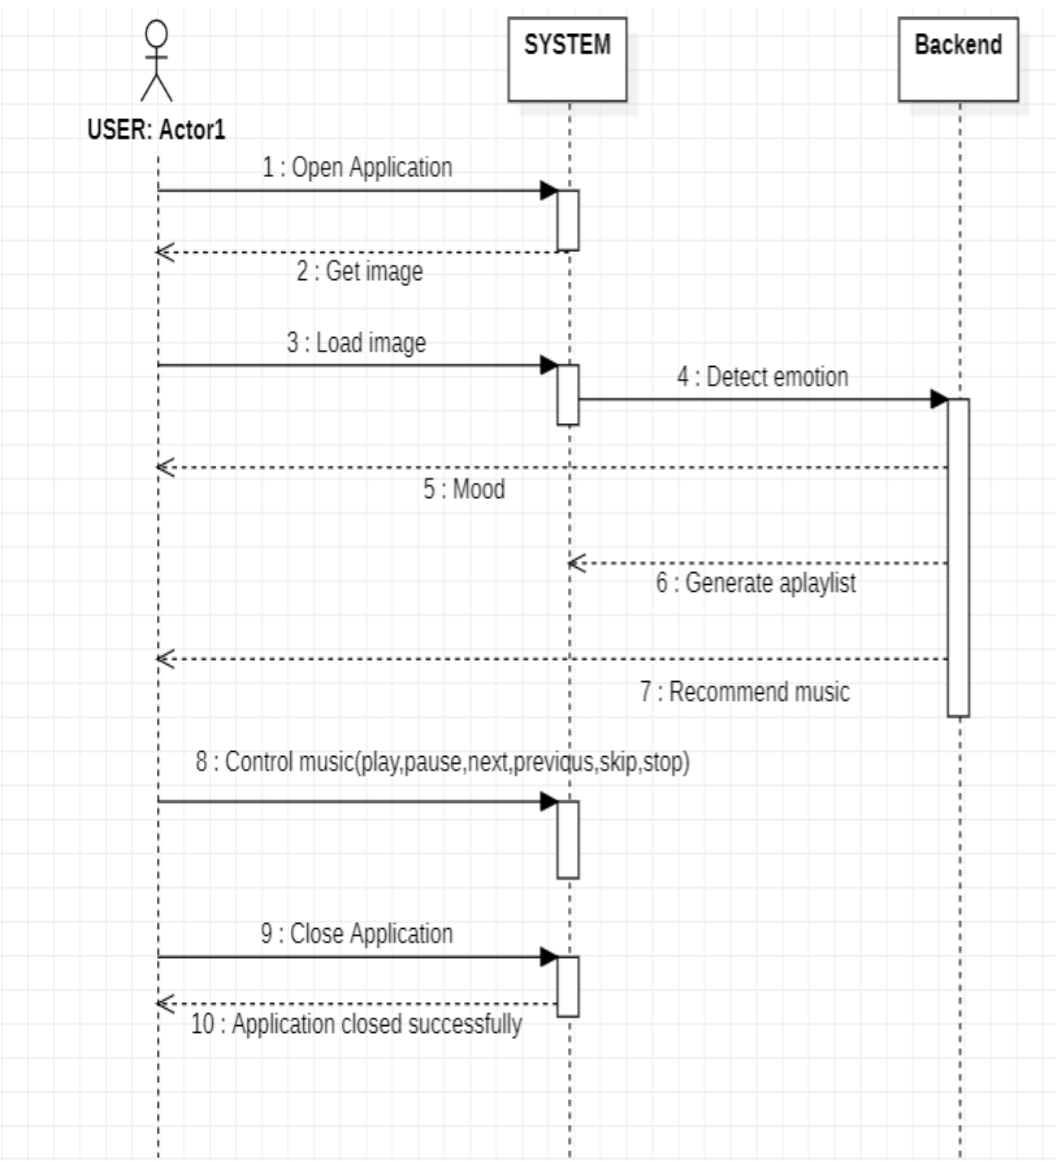 SYSTEM
Backend
USER: Actor1
1 : Open Application
2 : Get image
3 : Load image
4 : Detect emotion
5 : Mood
6 : Generate aplaylist
7 : Recommend music
8 : Control music(play,pause,next,previous,skip,stop)
9 : Close Application
10 : Application closed successfully